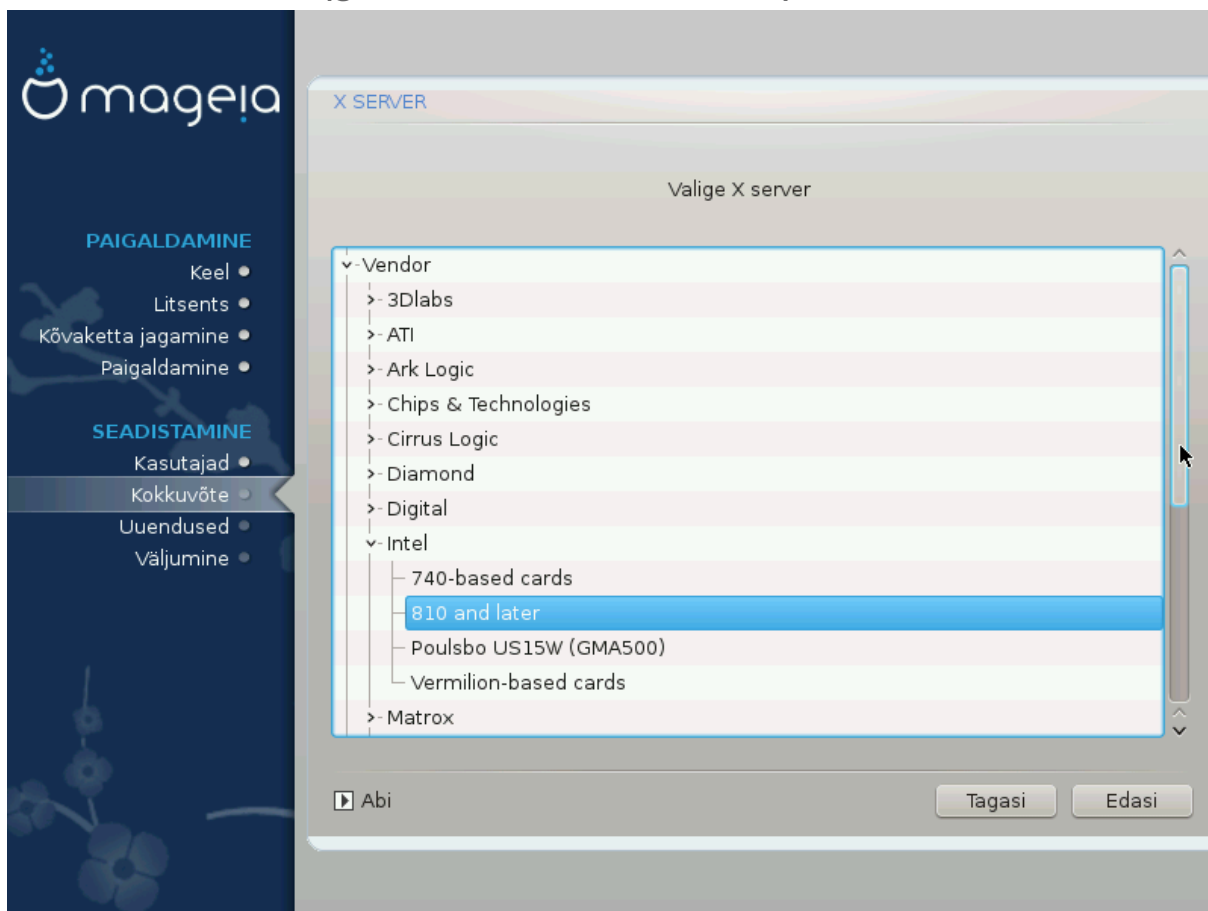 mageia
PAIGALDAMINE
Keel
Litsents
Kõvaketta jagamine
Paigaldamine
SEADISTAMINE
Kasutajad
Kokkuvõte
Uuendused
Väljumine
X SERVER
Valige X server
Vendor
3Dlabs
ATI
Ark Logic
Chips & Technologies
Cirrus Logic
Diamond
Digital
Intel
740-based cards
810 and later
Poulsbo US15W (GMA500)
Vermilion-based cards
Matrox
Abi
Tagasi
Edasi